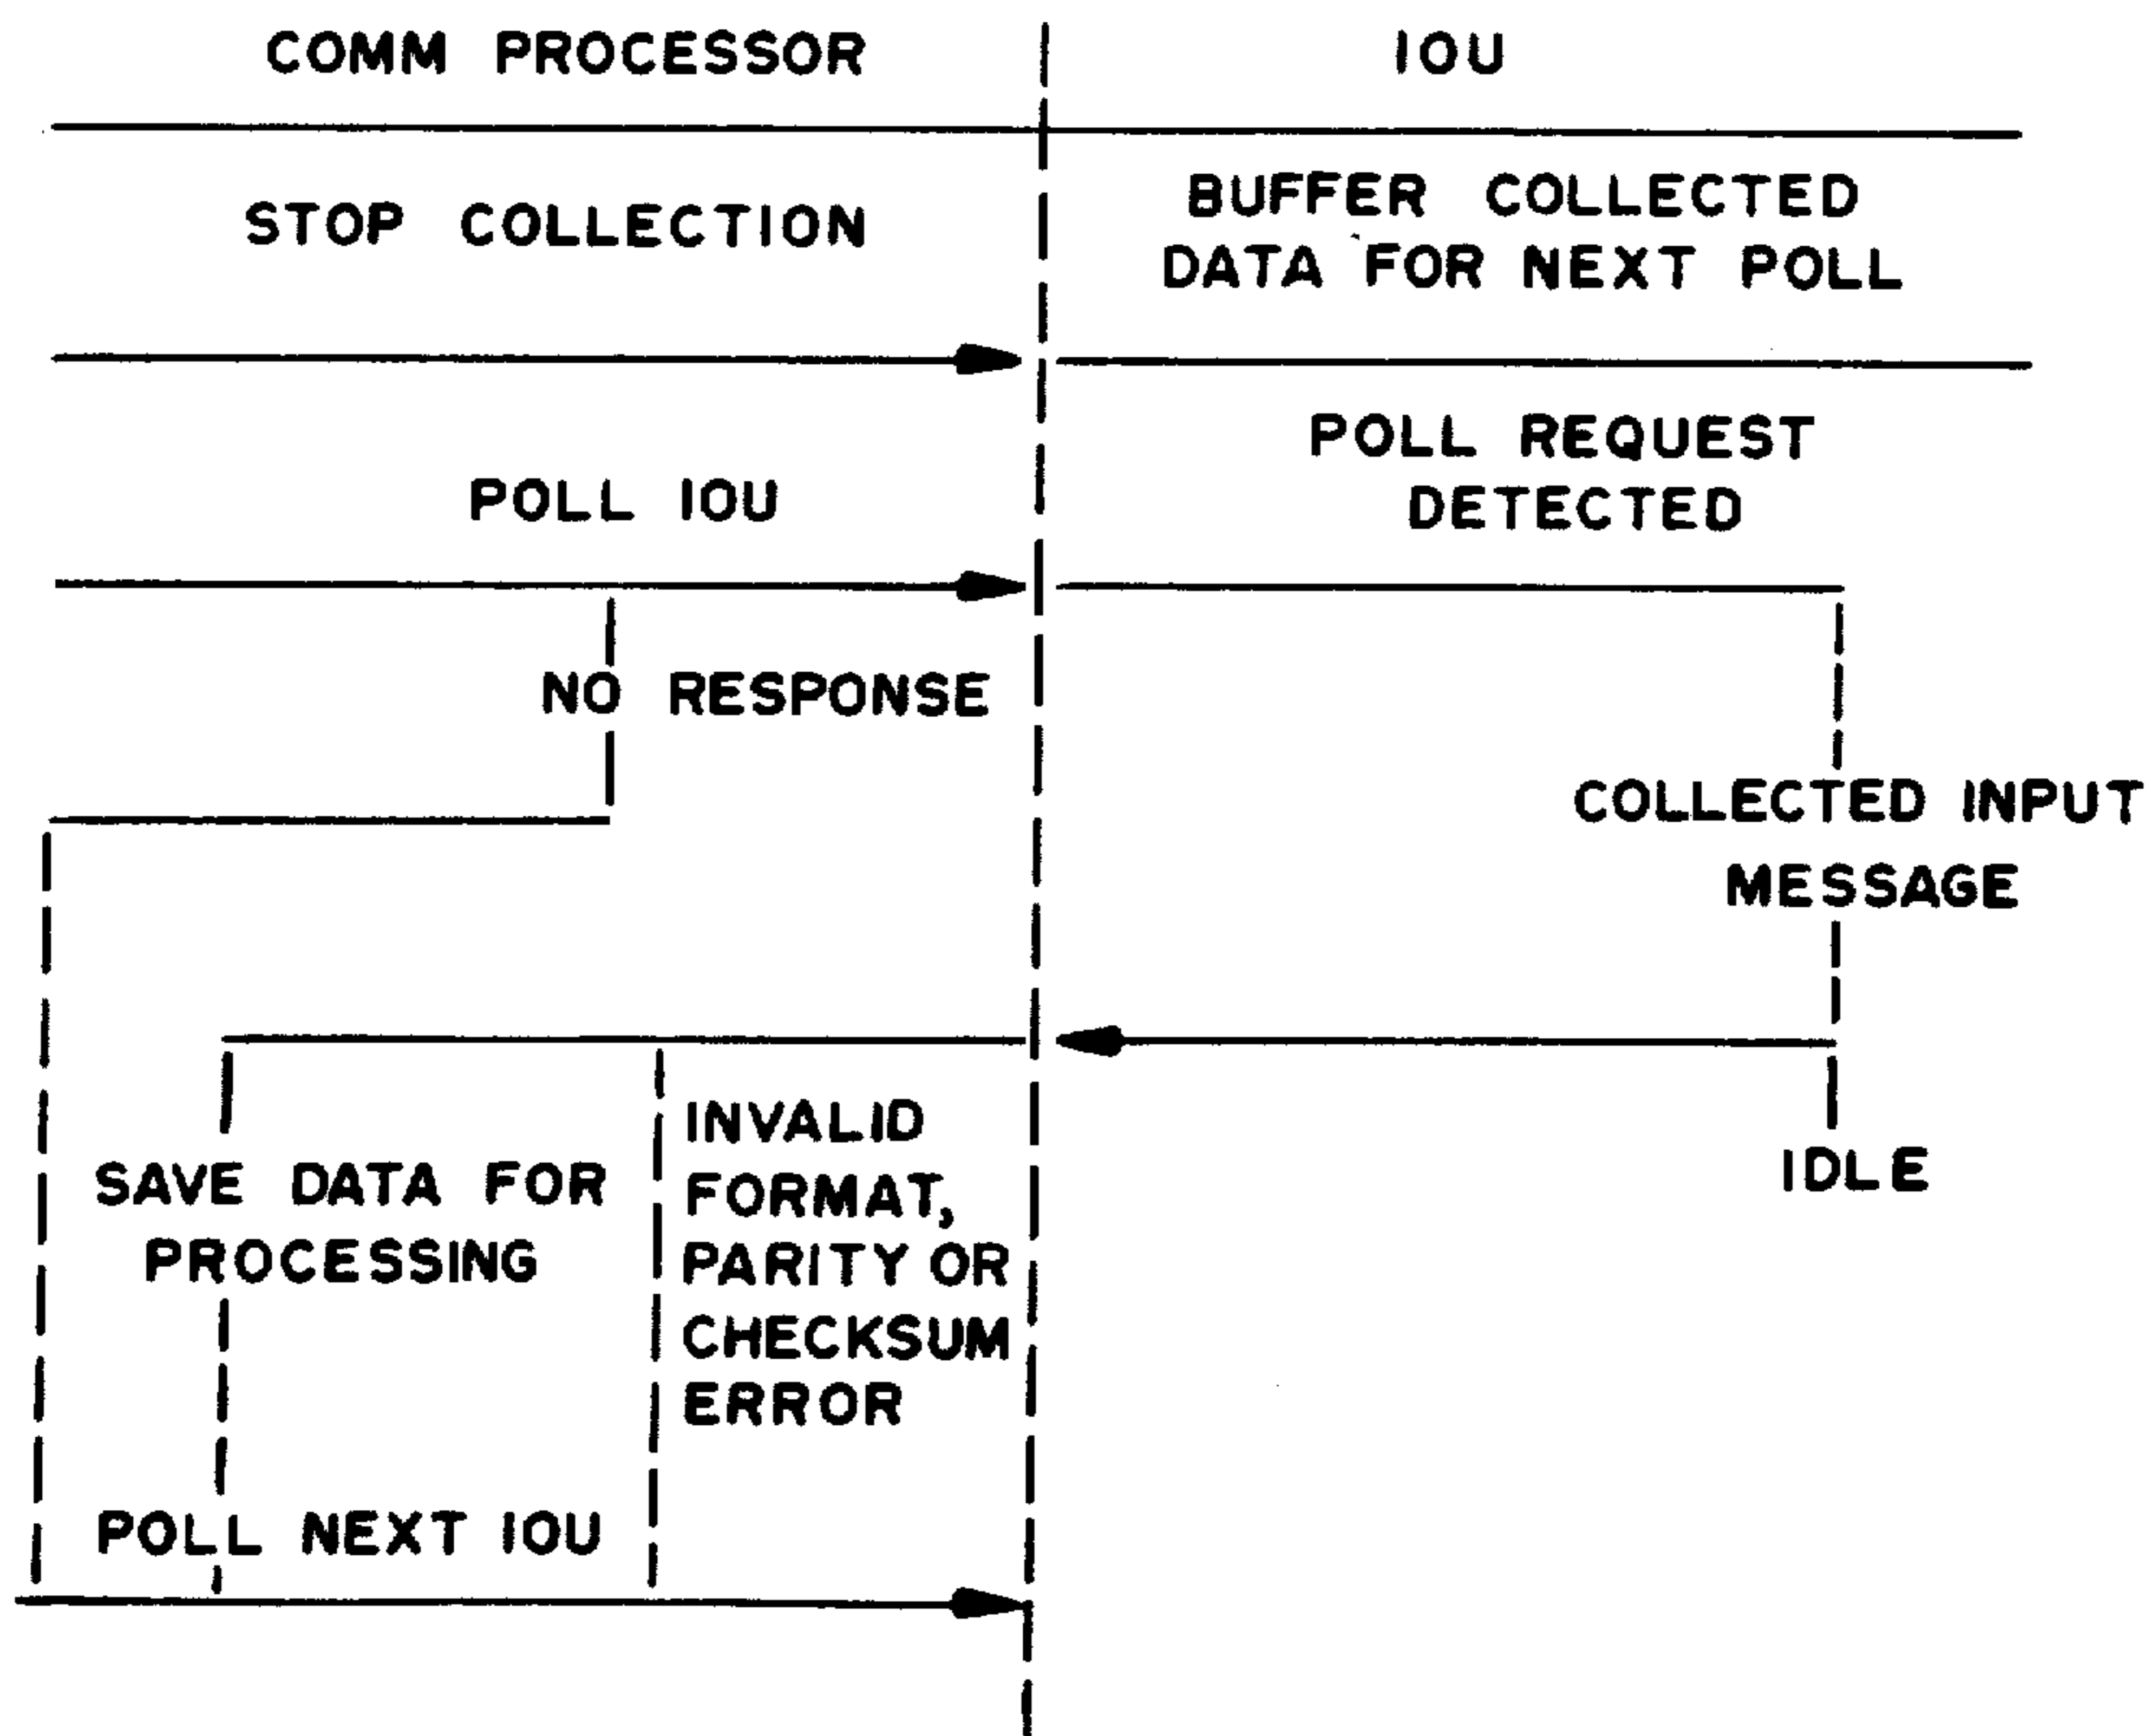 COMM PROCESSOR
IOU
STOP COLLECTION
BUFFER COLLECTED
DATA FOR NEXT POLL
POLL IOU
POLL REQUEST
DETECTED
NO RESPONSE
COLLECTED INPUT
MESSAGE
SAVE DATA FOR
PROCESSING
INVALID
FORMAT,
PARITY OR
CHECKSUM
ERROR
IDLE
POLL NEXT IOU